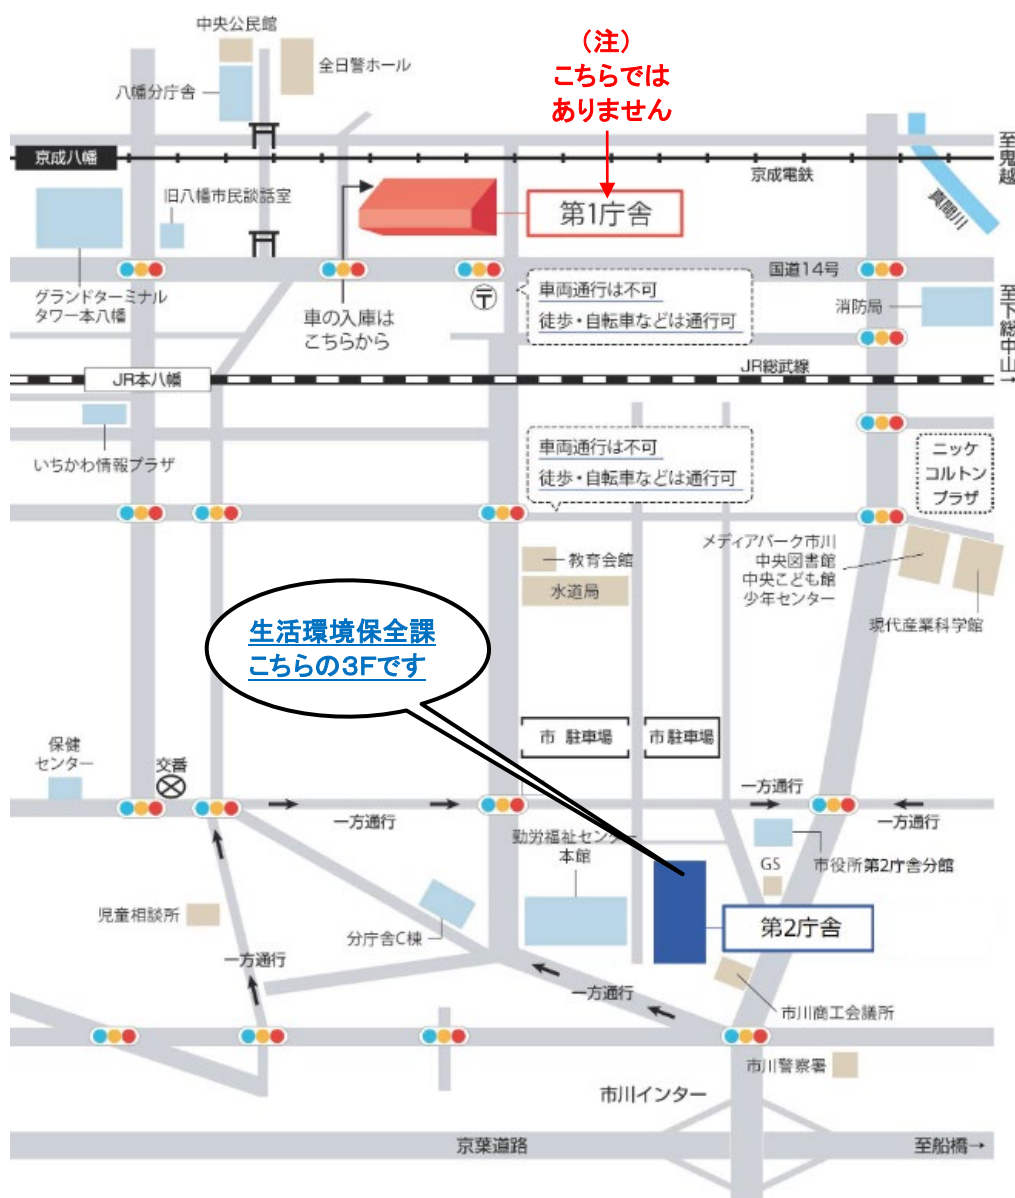 中央公民館
全日警ホール
八幡分庁舎
（注）
こちらでは
ありません
京成八幡
京成電鉄
至鬼越
真間川
旧八幡市民談話室
第1庁舎
国道14号
グランドターミナル
タワー本八幡
車の入庫は
こちらから
〒
車両通行は不可
徒歩・自転車などは通行可
消防局
至下総中山→
JR本八幡
JR総武線
いちかわ情報プラザ
車両通行は不可
徒歩・自転車などは通行可
ニッケ
コルトン
プラザ
教育会館
水道局
メディアパーク市川
中央図書館
中央こども館
少年センター
現代産業科学館
生活環境保全課
こちらの3Fです
市 駐車場
市駐車場
保健
センター
交番
一方通行
一方通行
一方通行
勤労福祉センター
本館
GS
市役所第2庁舎分館
児童相談所
分庁舎C棟
第2庁舎
一方通行
一方通行
市川商工会議所
市川警察署
市川インター
京葉道路
至船橋→